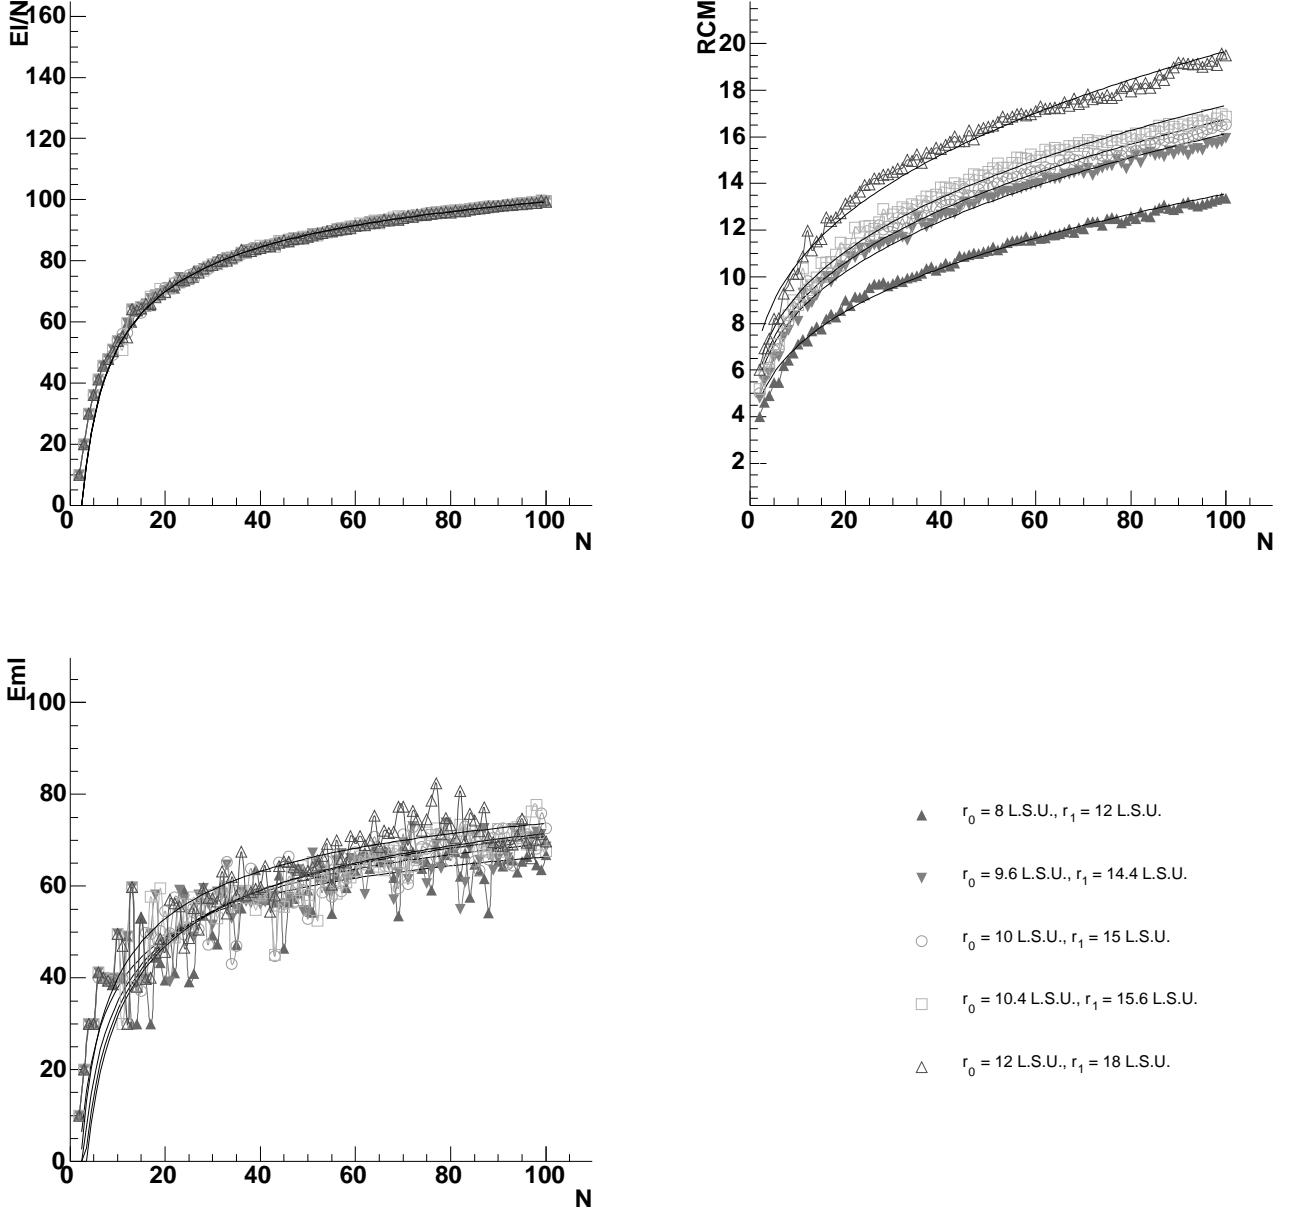 EI/N
160
140
120
100
80
60
40
20
0
0 20 40 60 80 100
N
RCM
20
18
16
14
12
10
8
6
4
2
0 20 40 60 80 100
N
EmI
100
80
60
40
20
0
0 20 40 60 80 100
N
r0 = 8 L.S.U., r1 = 12 L.S.U.
r0 = 9.6 L.S.U., r1 = 14.4 L.S.U.
r0 = 10 L.S.U., r1 = 15 L.S.U.
r0 = 10.4 L.S.U., r1 = 15.6 L.S.U.
r0 = 12 L.S.U., r1 = 18 L.S.U.